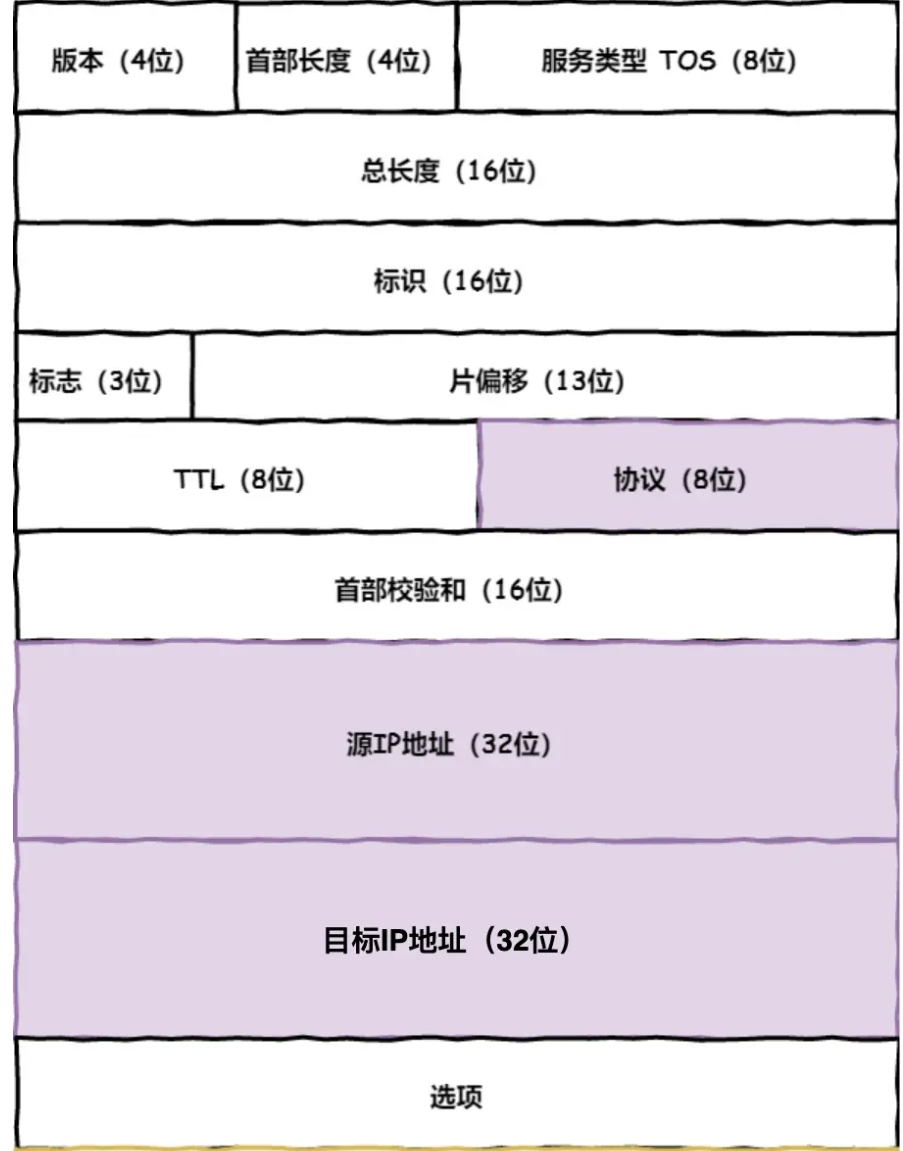 版本（4位） 首部长度（4位） 服务类型 TOS（8位）
总长度（16位）
标识（16位）
标志（3位） 片偏移（13位）
TTL（8位） 协议（8位）
首部校验和（16位）
源IP地址（32位）
目标IP地址（32位）
选项